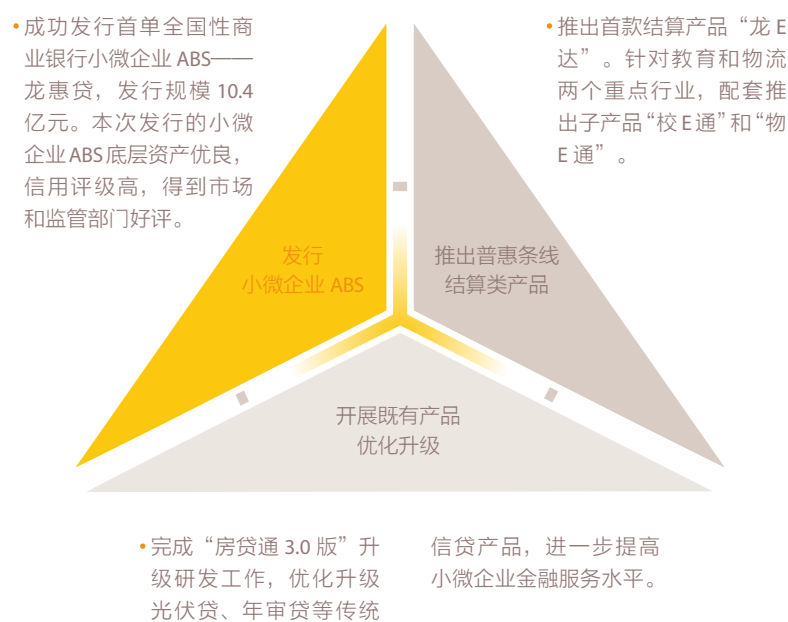 •成功发行首单全国性商
业银行小微企业 ABS——
龙惠贷，发行规模 10.4
亿元。本次发行的小微
企业ABS底层资产优良，
信用评级高，得到市场
和监管部门好评。
•推出首款结算产品“龙 E
达”。针对教育和物流
两个重点行业，配套推
出子产品“校 E 通”和“物
E 通”。
发行
小微企业 ABS
推出普惠条线
结算类产品
开展既有产品
优化升级
•完成“房贷通 3.0 版”升
级研发工作，优化升级
光伏贷、年审贷等传统
信贷产品，进一步提高
小微企业金融服务水平。